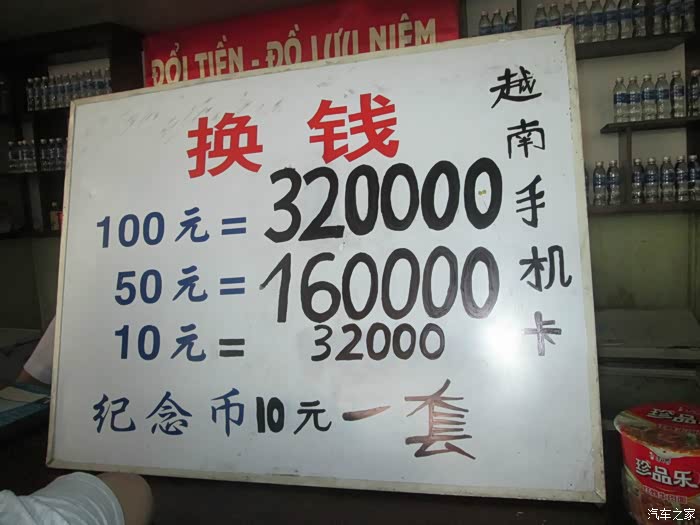 ĐỔI TIỀN - ĐỒ LƯU NIỆM
换钱
100元=320000
50元=160000
10元=32000
纪念币10元一套
越南手机卡
珍品
珍品乐
汽车之家